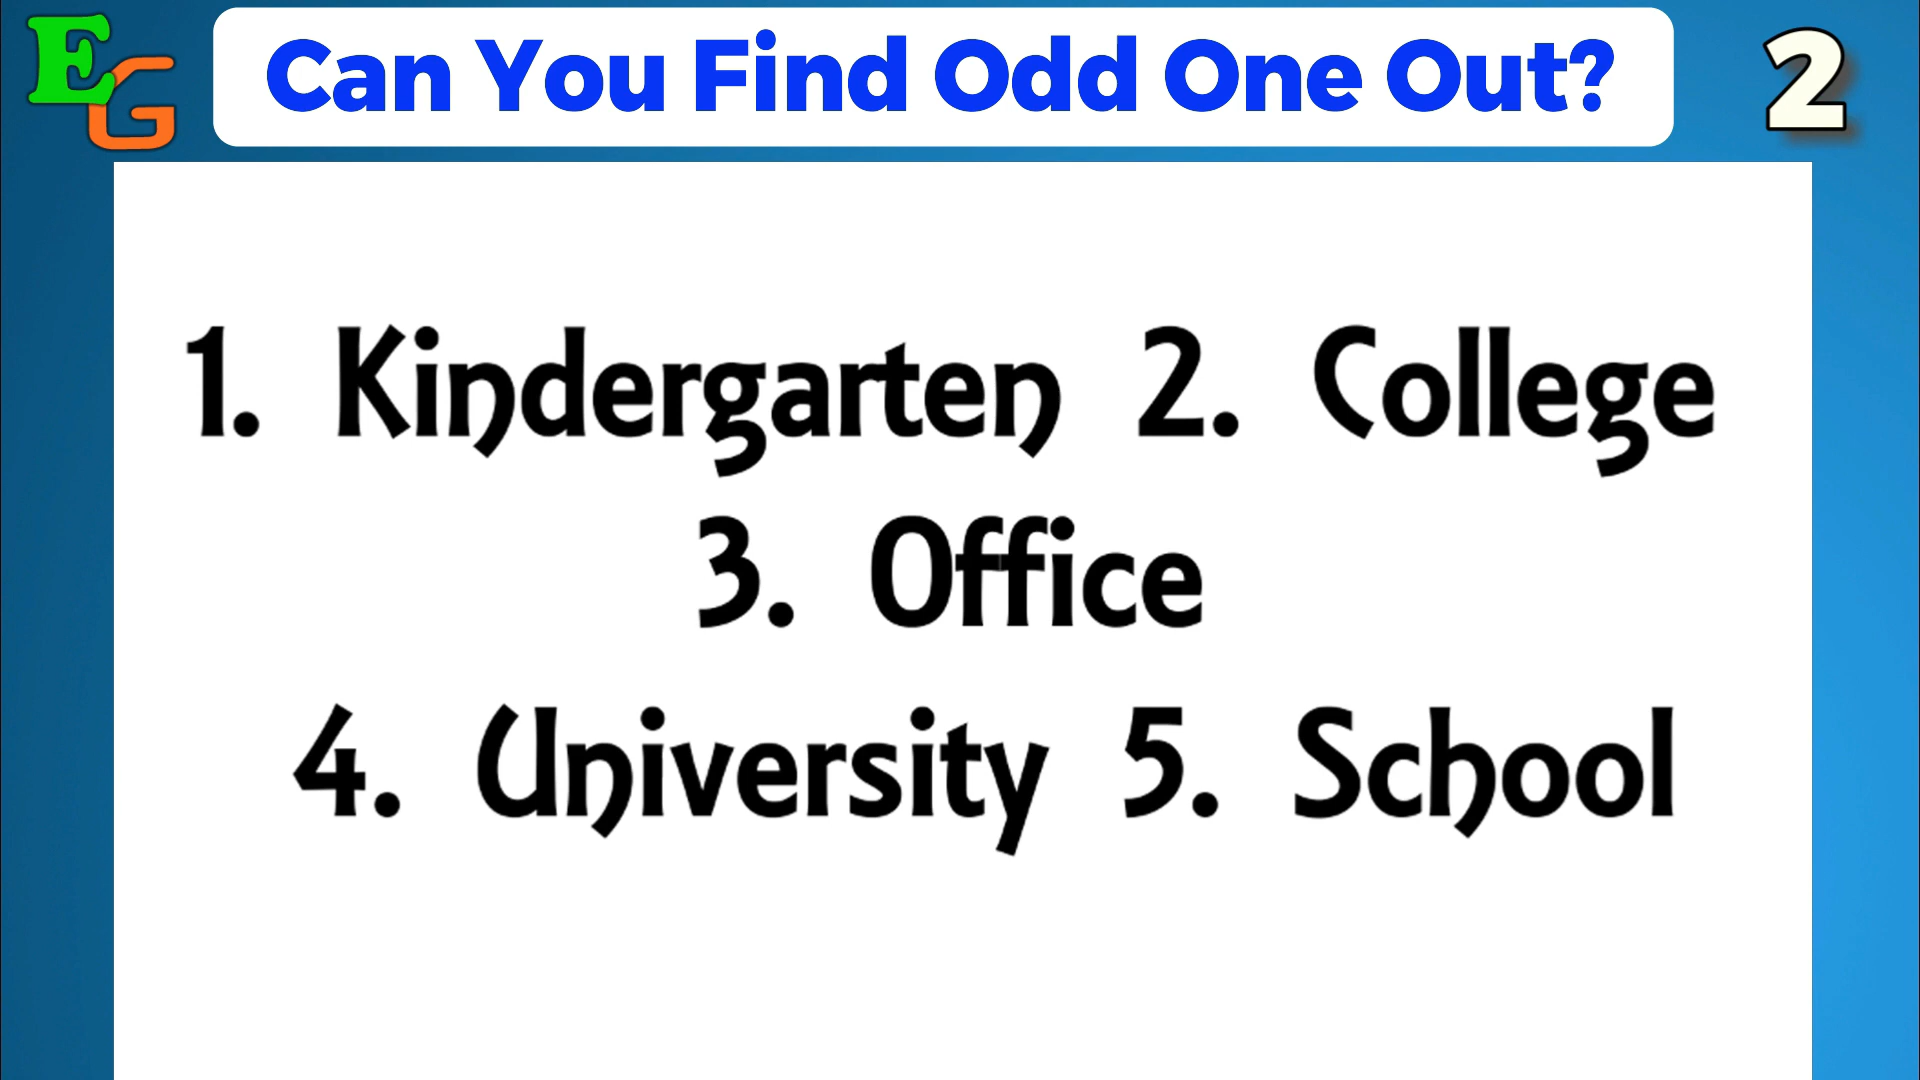 EG
Can You Find Odd One Out?
2
1. Kindergarten 2. College
3. Office
4. University 5. School